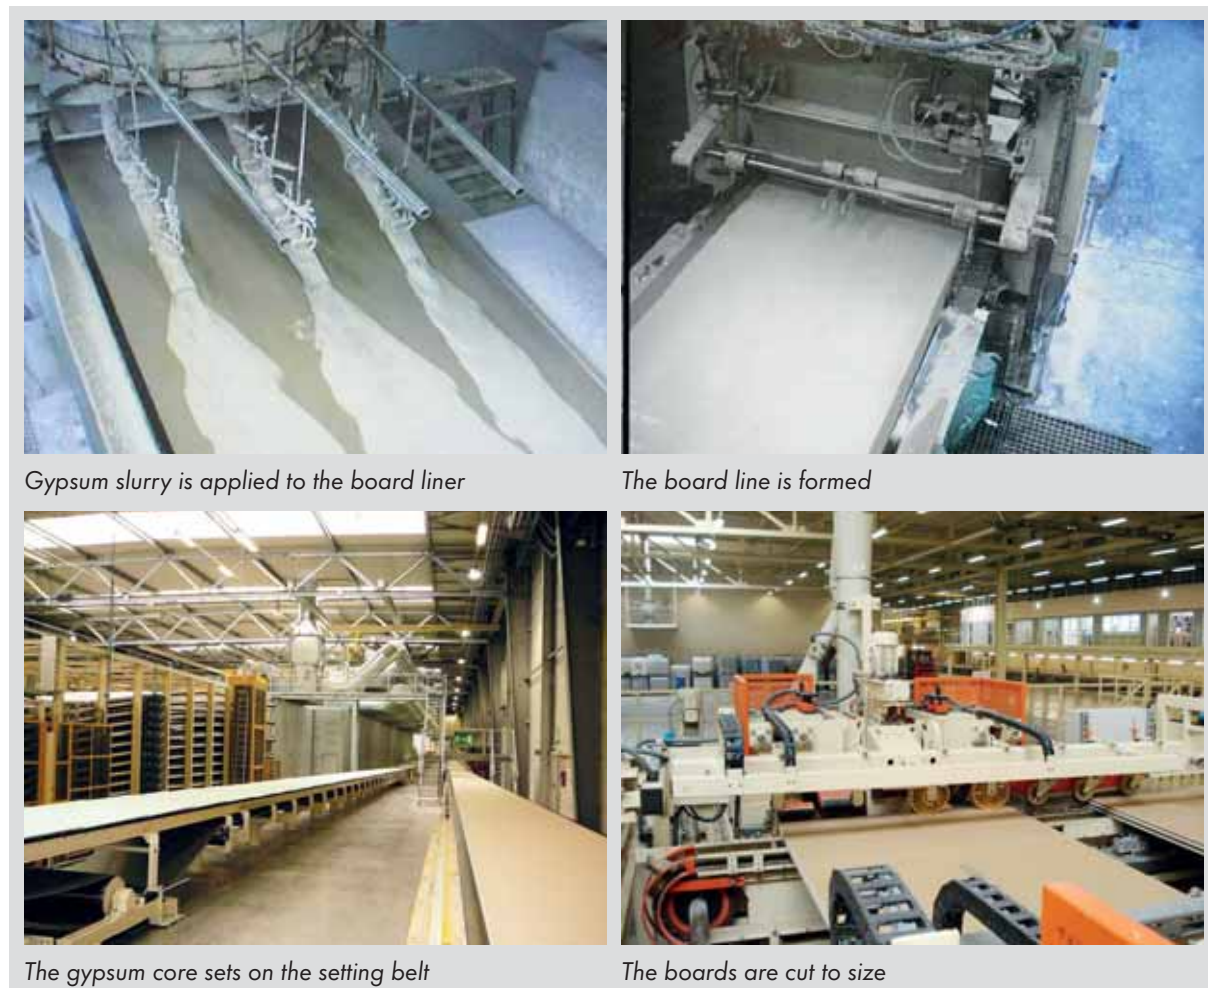 Gypsum slurry is applied to the board liner
The board line is formed
The gypsum core sets on the setting belt
The boards are cut to size